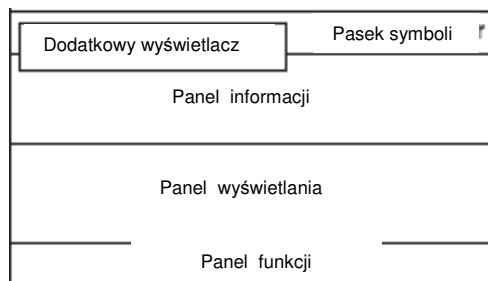 Dodatkowy wyświetlacz
Pasek symboli
Panel informacji
Panel wyświetlania
Panel funkcji